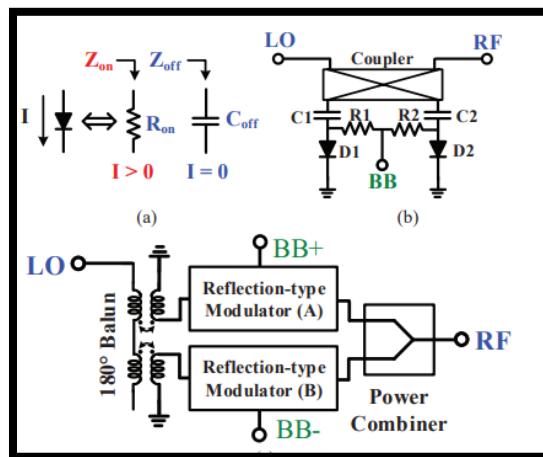 Zon Zoff
I Ron Coff
I > 0 I = 0
(a)
LO RF
Coupler
C1 R1 R2 C2
D1 D2
BB
(b)
LO
180° Balun
BB+
Reflection-type
Modulator (A)
Reflection-type
Modulator (B)
BB-
RF
Power
Combiner